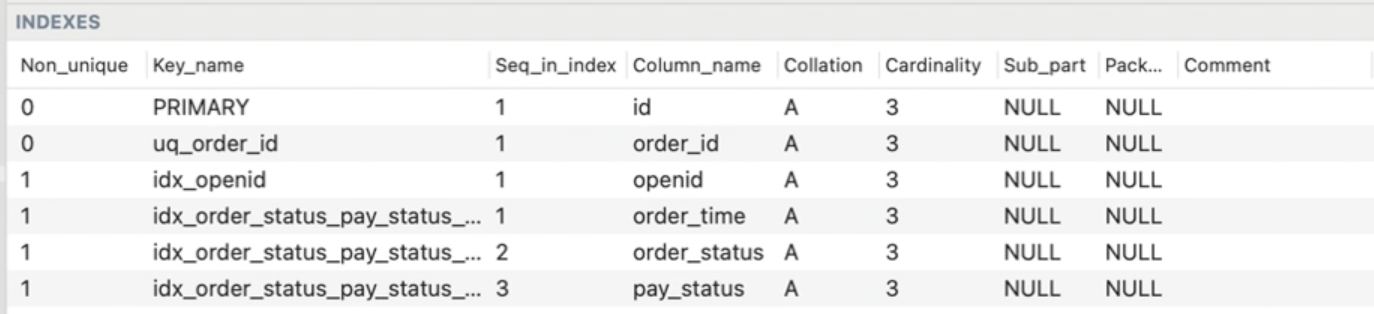 INDEXES
Non_unique Key_name Seq_in_index Column_name Collation Cardinality Sub_part Pack... Comment
0 PRIMARY 1 id A 3 NULL NULL
0 uq_order_id 1 order_id A 3 NULL NULL
1 idx_openid 1 openid A 3 NULL NULL
1 idx_order_status_pay_status_... 1 order_time A 3 NULL NULL
1 idx_order_status_pay_status_... 2 order_status A 3 NULL NULL
1 idx_order_status_pay_status_... 3 pay_status A 3 NULL NULL